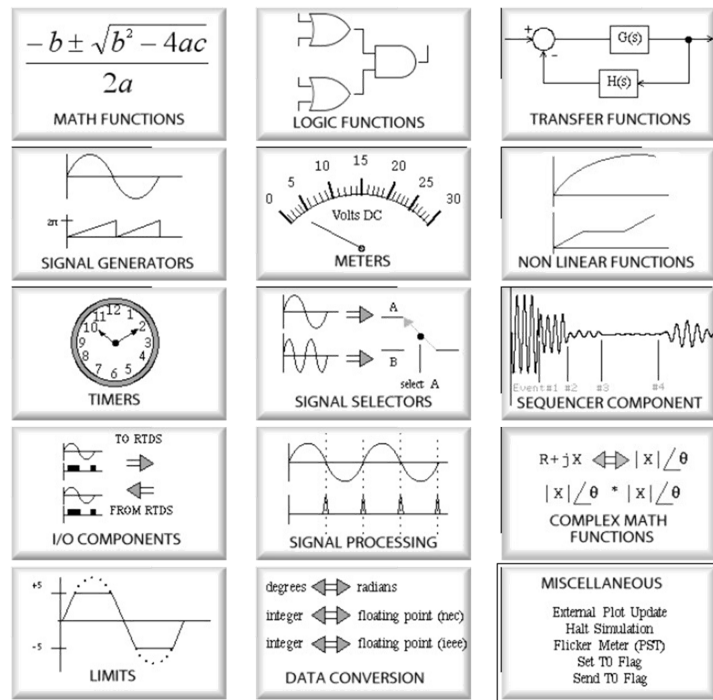 −b ± √b² − 4ac
2a
MATH FUNCTIONS
LOGIC FUNCTIONS
+
-
G(s)
H(s)
TRANSFER FUNCTIONS
2π
SIGNAL GENERATORS
0 5 10 15 20 25 30
Volts DC
METERS
NON LINEAR FUNCTIONS
12
11 1
10 2
9 3
8 4
7 5
6
TIMERS
A
B
select A
SIGNAL SELECTORS
Event#1 #2 #3 #4
SEQUENCER COMPONENT
TO RTDS
FROM RTDS
I/O COMPONENTS
SIGNAL PROCESSING
R+jX |X|∠θ
|X|∠θ * |X|∠θ
COMPLEX MATH
FUNCTIONS
+5
-5
LIMITS
degrees radians
integer floating point (nec)
integer floating point (ieee)
DATA CONVERSION
MISCELLANEOUS
External Plot Update
Halt Simulation
Flicker Meter (PST)
Set T0 Flag
Send T0 Flag